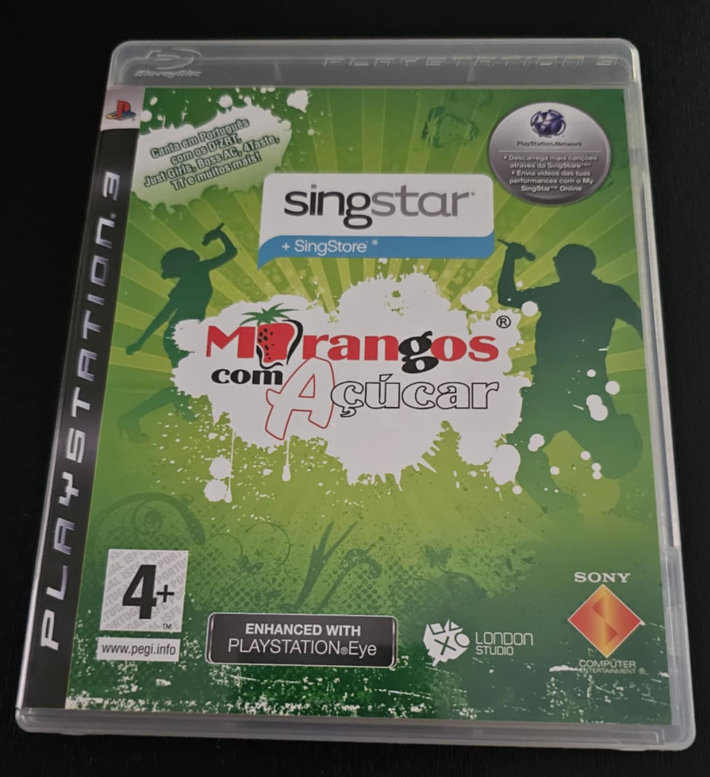 Blu-ray Disc
PLAYSTATION 3
PLAYSTATION 3
Canta em Português
com os D'ZRT,
Just Girls, Boss AC, 4Taste,
TT e muitos mais!
PlayStation Network
• Descarrega mais canções
através da SingStore
• Envia vídeos das tuas
performances com o My
SingStar™ Online
singstar
+ SingStore *
Morangos®
com Açúcar
4+
™
www.pegi.info
ENHANCED WITH
PLAYSTATION®Eye
LONDON
STUDIO
SONY
COMPUTER
ENTERTAINMENT ®